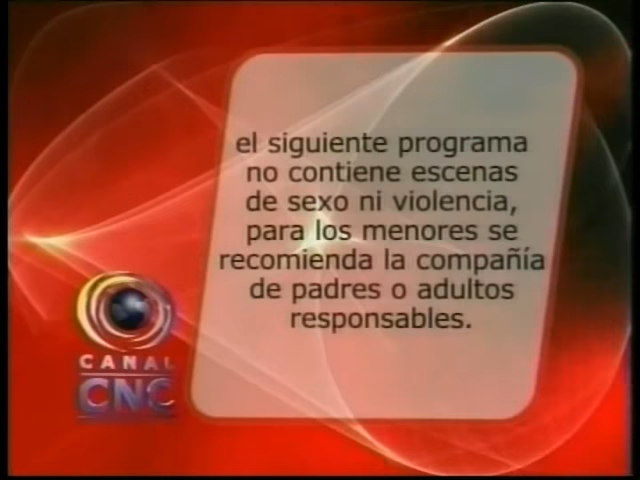 el siguiente programa
no contiene escenas
de sexo ni violencia,
para los menores se
recomienda la compañía
de padres o adultos
responsables.
CANAL
CNC